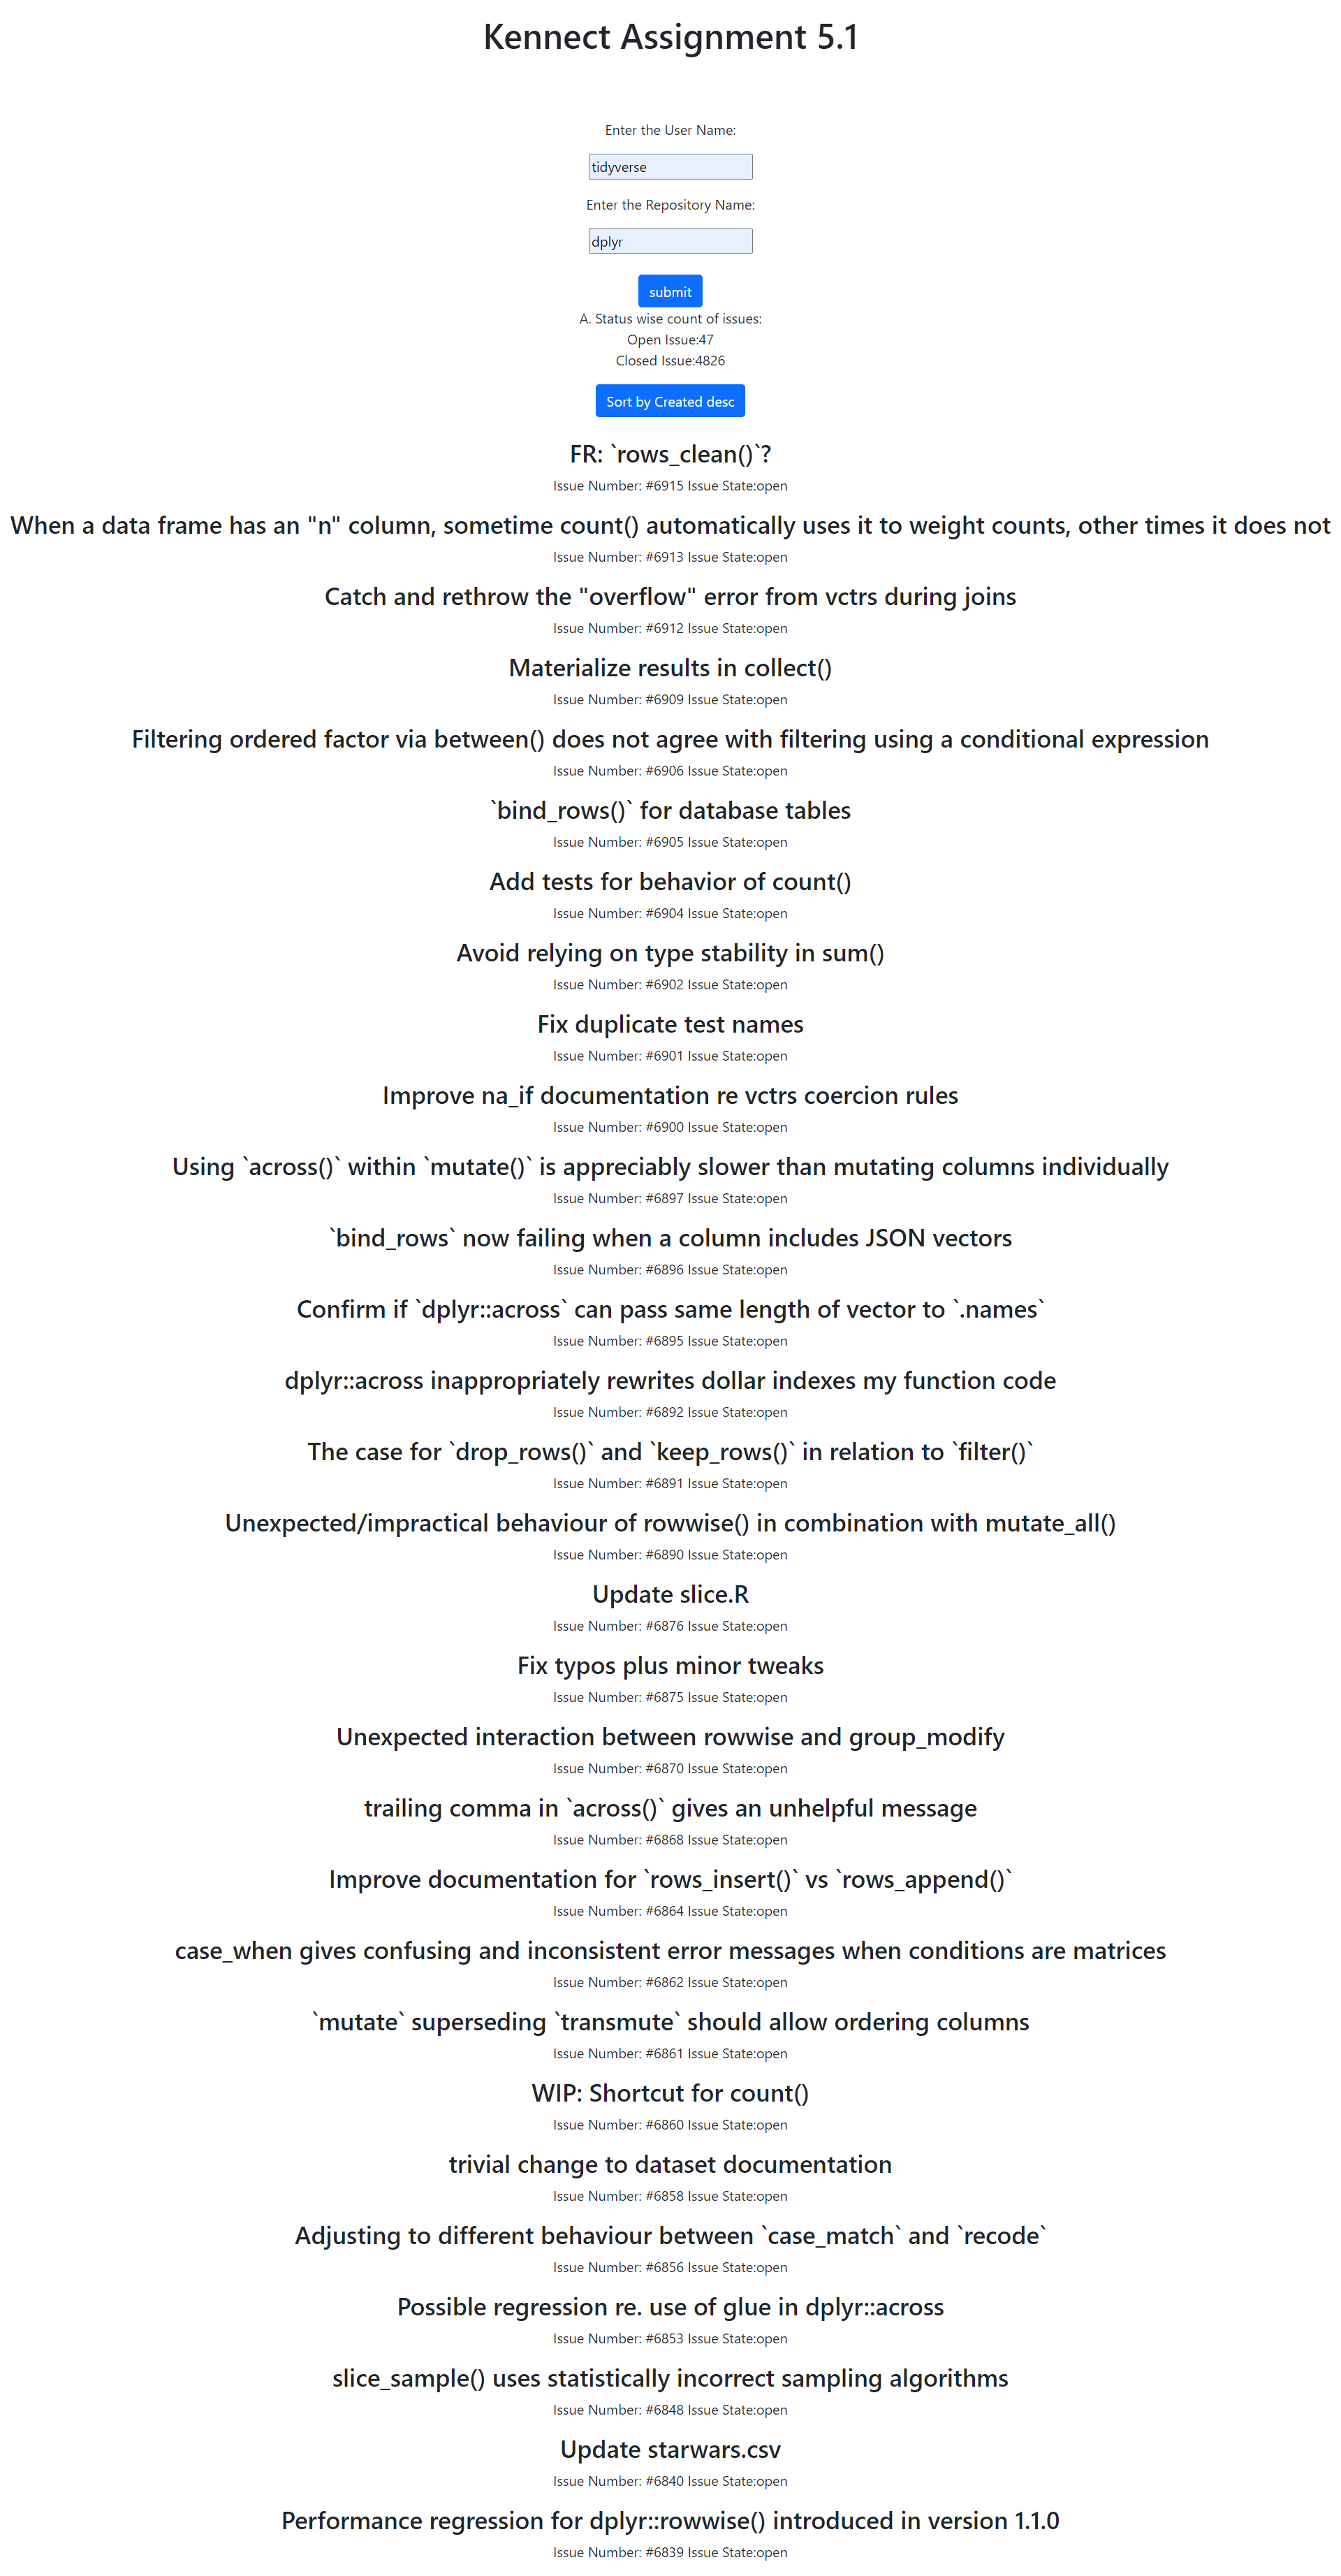 Kennect Assignment 5.1
Enter the User Name:
tidyverse
Enter the Repository Name:
dplyr
submit
A. Status wise count of issues:
Open Issue:47
Closed Issue:4826
Sort by Created desc
FR: `rows_clean()`?
Issue Number: #6915 Issue State:open
When a data frame has an "n" column, sometime count() automatically uses it to weight counts, other times it does not
Issue Number: #6913 Issue State:open
Catch and rethrow the "overflow" error from vctrs during joins
Issue Number: #6912 Issue State:open
Materialize results in collect()
Issue Number: #6909 Issue State:open
Filtering ordered factor via between() does not agree with filtering using a conditional expression
Issue Number: #6906 Issue State:open
`bind_rows()` for database tables
Issue Number: #6905 Issue State:open
Add tests for behavior of count()
Issue Number: #6904 Issue State:open
Avoid relying on type stability in sum()
Issue Number: #6902 Issue State:open
Fix duplicate test names
Issue Number: #6901 Issue State:open
Improve na_if documentation re vctrs coercion rules
Issue Number: #6900 Issue State:open
Using `across()` within `mutate()` is appreciably slower than mutating columns individually
Issue Number: #6897 Issue State:open
`bind_rows` now failing when a column includes JSON vectors
Issue Number: #6896 Issue State:open
Confirm if `dplyr::across` can pass same length of vector to `.names`
Issue Number: #6895 Issue State:open
dplyr::across inappropriately rewrites dollar indexes my function code
Issue Number: #6892 Issue State:open
The case for `drop_rows()` and `keep_rows()` in relation to `filter()`
Issue Number: #6891 Issue State:open
Unexpected/impractical behaviour of rowwise() in combination with mutate_all()
Issue Number: #6890 Issue State:open
Update slice.R
Issue Number: #6876 Issue State:open
Fix typos plus minor tweaks
Issue Number: #6875 Issue State:open
Unexpected interaction between rowwise and group_modify
Issue Number: #6870 Issue State:open
trailing comma in `across()` gives an unhelpful message
Issue Number: #6868 Issue State:open
Improve documentation for `rows_insert()` vs `rows_append()`
Issue Number: #6864 Issue State:open
case_when gives confusing and inconsistent error messages when conditions are matrices
Issue Number: #6862 Issue State:open
`mutate` superseding `transmute` should allow ordering columns
Issue Number: #6861 Issue State:open
WIP: Shortcut for count()
Issue Number: #6860 Issue State:open
trivial change to dataset documentation
Issue Number: #6858 Issue State:open
Adjusting to different behaviour between `case_match` and `recode`
Issue Number: #6856 Issue State:open
Possible regression re. use of glue in dplyr::across
Issue Number: #6853 Issue State:open
slice_sample() uses statistically incorrect sampling algorithms
Issue Number: #6848 Issue State:open
Update starwars.csv
Issue Number: #6840 Issue State:open
Performance regression for dplyr::rowwise() introduced in version 1.1.0
Issue Number: #6839 Issue State:open